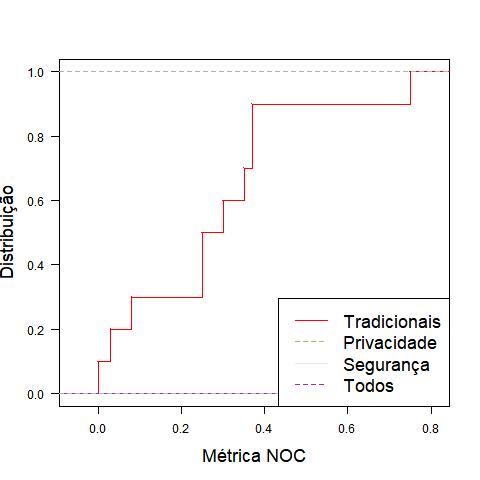 1.0
0.8
0.6
0.4
0.2
0.0
Distribuição
0.0 0.2 0.4 0.6 0.8
Métrica NOC
Tradicionais
Privacidade
Segurança
Todos